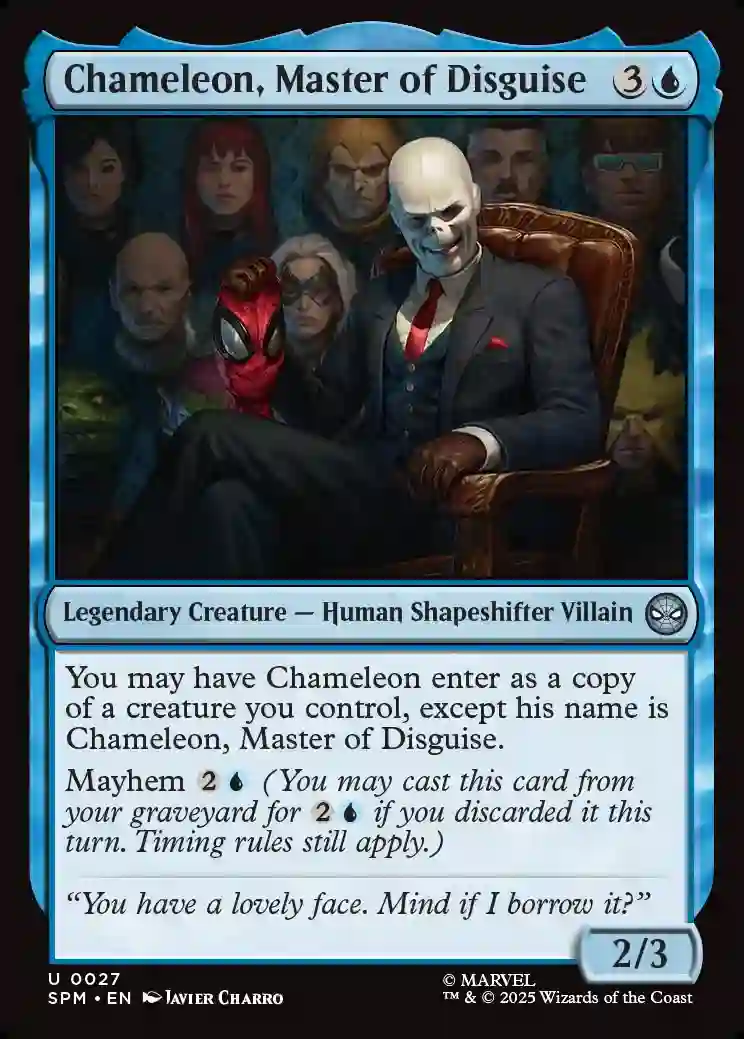 Chameleon, Master of Disguise 3
Legendary Creature — Human Shapeshifter Villain
You may have Chameleon enter as a copy
of a creature you control, except his name is
Chameleon, Master of Disguise.
Mayhem 2 (You may cast this card from
your graveyard for 2 if you discarded it this
turn. Timing rules still apply.)
“You have a lovely face. Mind if I borrow it?”
2/3
U 0027
SPM • EN Javier Charro
© MARVEL
™ & © 2025 Wizards of the Coast